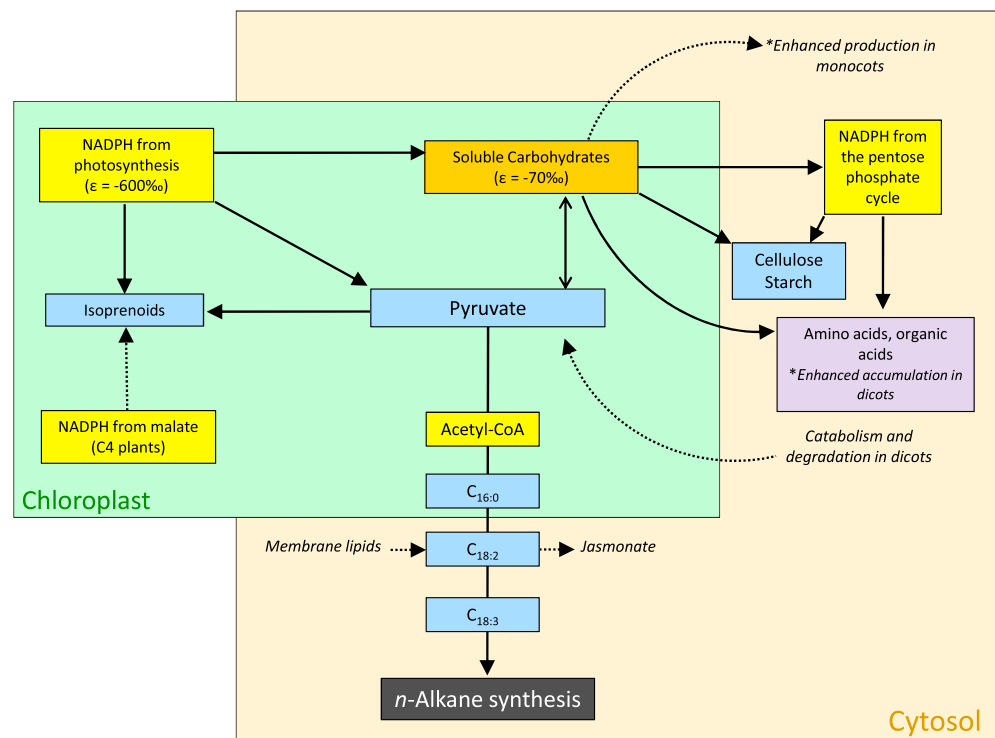 *Enhanced production in
monocots
NADPH from
photosynthesis
(ε = -600‰)
Soluble Carbohydrates
(ε = -70‰)
NADPH from
the pentose
phosphate
cycle
Cellulose
Starch
Isoprenoids
Pyruvate
Amino acids, organic
acids
*Enhanced accumulation in
dicots
NADPH from malate
(C4 plants)
Acetyl-CoA
Catabolism and
degradation in dicots
C16:0
Chloroplast
Membrane lipids
C18:2
Jasmonate
C18:3
n-Alkane synthesis
Cytosol